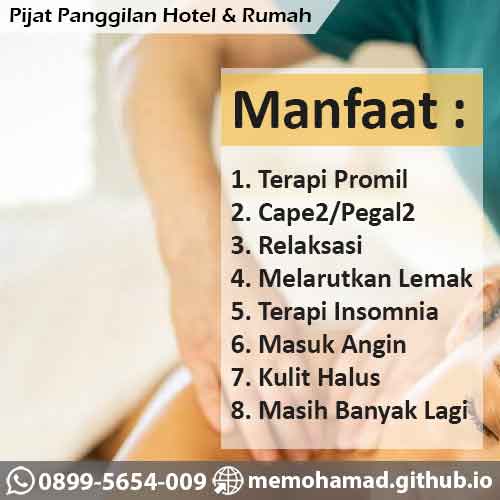 Pijat Panggilan Hotel & Rumah
Manfaat :
1. Terapi Promil
2. Cape2/Pegal2
3. Relaksasi
4. Melarutkan Lemak
5. Terapi Insomnia
6. Masuk Angin
7. Kulit Halus
8. Masih Banyak Lagi
0899-5654-009 memohamad.github.io